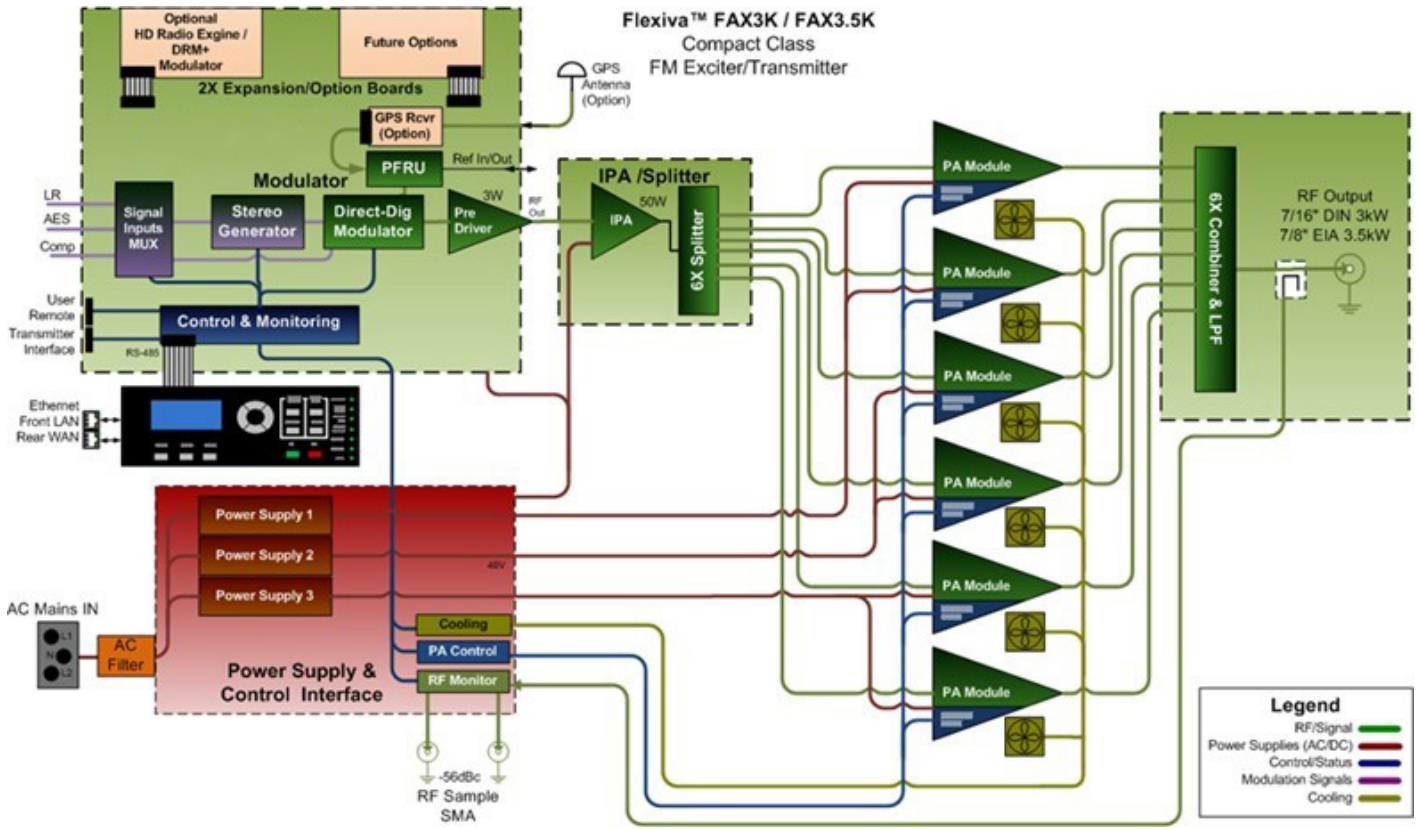 Flexiva™ FAX3K / FAX3.5K
Compact Class
FM Exciter/Transmitter
Optional
HD Radio Exgine /
DRM+
Modulator
Future Options
2X Expansion/Option Boards
GPS
Antenna
(Option)
GPS Rcvr
(Option)
PFRU
Ref In/Out
Modulator
LR
AES
Comp
Signal
Inputs
MUX
Stereo
Generator
Direct-Dig
Modulator
Pre
Driver
3W
RF
Out
User
Remote
Transmitter
Interface
Control & Monitoring
RS-485
Ethernet
Front LAN
Rear WAN
IPA /Splitter
IPA
50W
6X Splitter
PA Module
PA Module
PA Module
PA Module
PA Module
PA Module
6X Combiner & LPF
RF Output
7/16" DIN 3kW
7/8" EIA 3.5kW
Power Supply 1
Power Supply 2
Power Supply 3
48V
AC Mains IN
L1
N
L2
AC
Filter
Cooling
PA Control
RF Monitor
Power Supply &
Control Interface
-56dBc
RF Sample
SMA
Legend
RF/Signal
Power Supplies (AC/DC)
Control/Status
Modulation Signals
Cooling